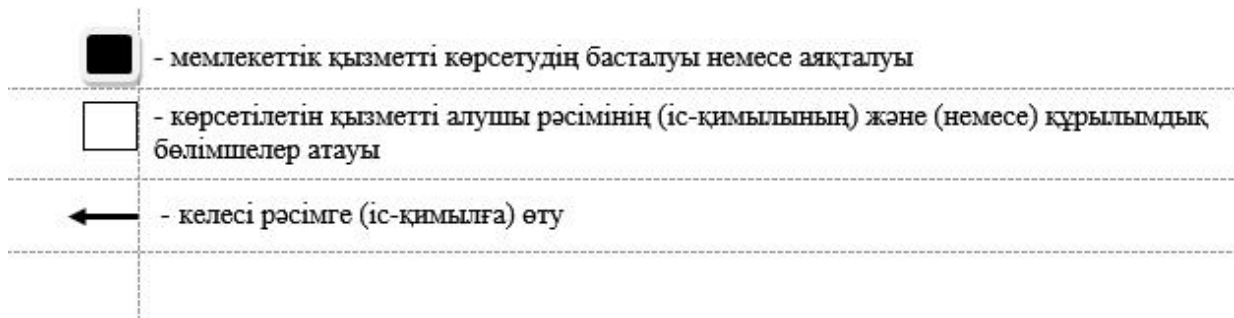 - мемлекеттік қызметті көрсетудің басталуы немесе аяқталуы
- көрсетілетін қызметті алушы рәсімінің (іс-қимылының) және (немесе) құрылымдық
бөлімшелер атауы
- келесі рәсімге (іс-қимылға) өту